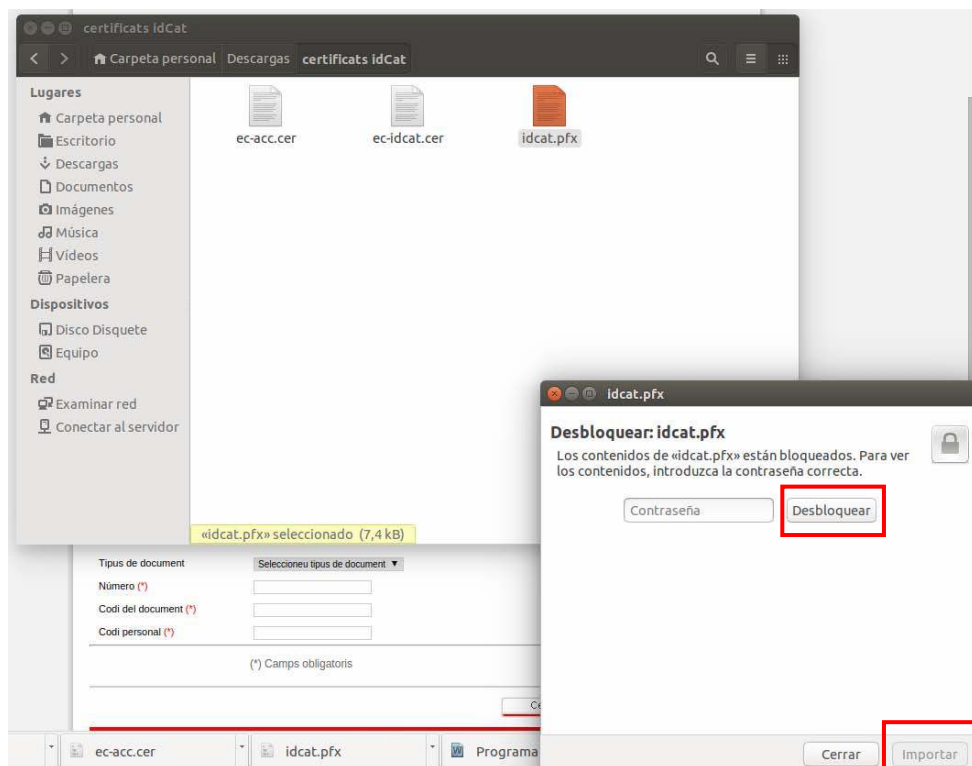 certificats idCat
Carpeta personal Descargas certificats idCat
Lugares
Carpeta personal
Escritorio
Descargas
Documentos
Imágenes
Música
Vídeos
Papelera
Dispositivos
Disco Disquete
Equipo
Red
Examinar red
Conectar al servidor
ec-acc.cer
ec-idcat.cer
idcat.pfx
«idcat.pfx» seleccionado (7,4 kB)
idcat.pfx
Desbloquear: idcat.pfx
Los contenidos de «idcat.pfx» están bloqueados. Para ver
los contenidos, introduzca la contraseña correcta.
Contraseña
Desbloquear
Cerrar
Importar
Tipus de document
Seleccioneu tipus de document
Número (*)
Codi del document (*)
Codi personal (*)
(*) Camps obligatoris
ec-acc.cer
idcat.pfx
Programa